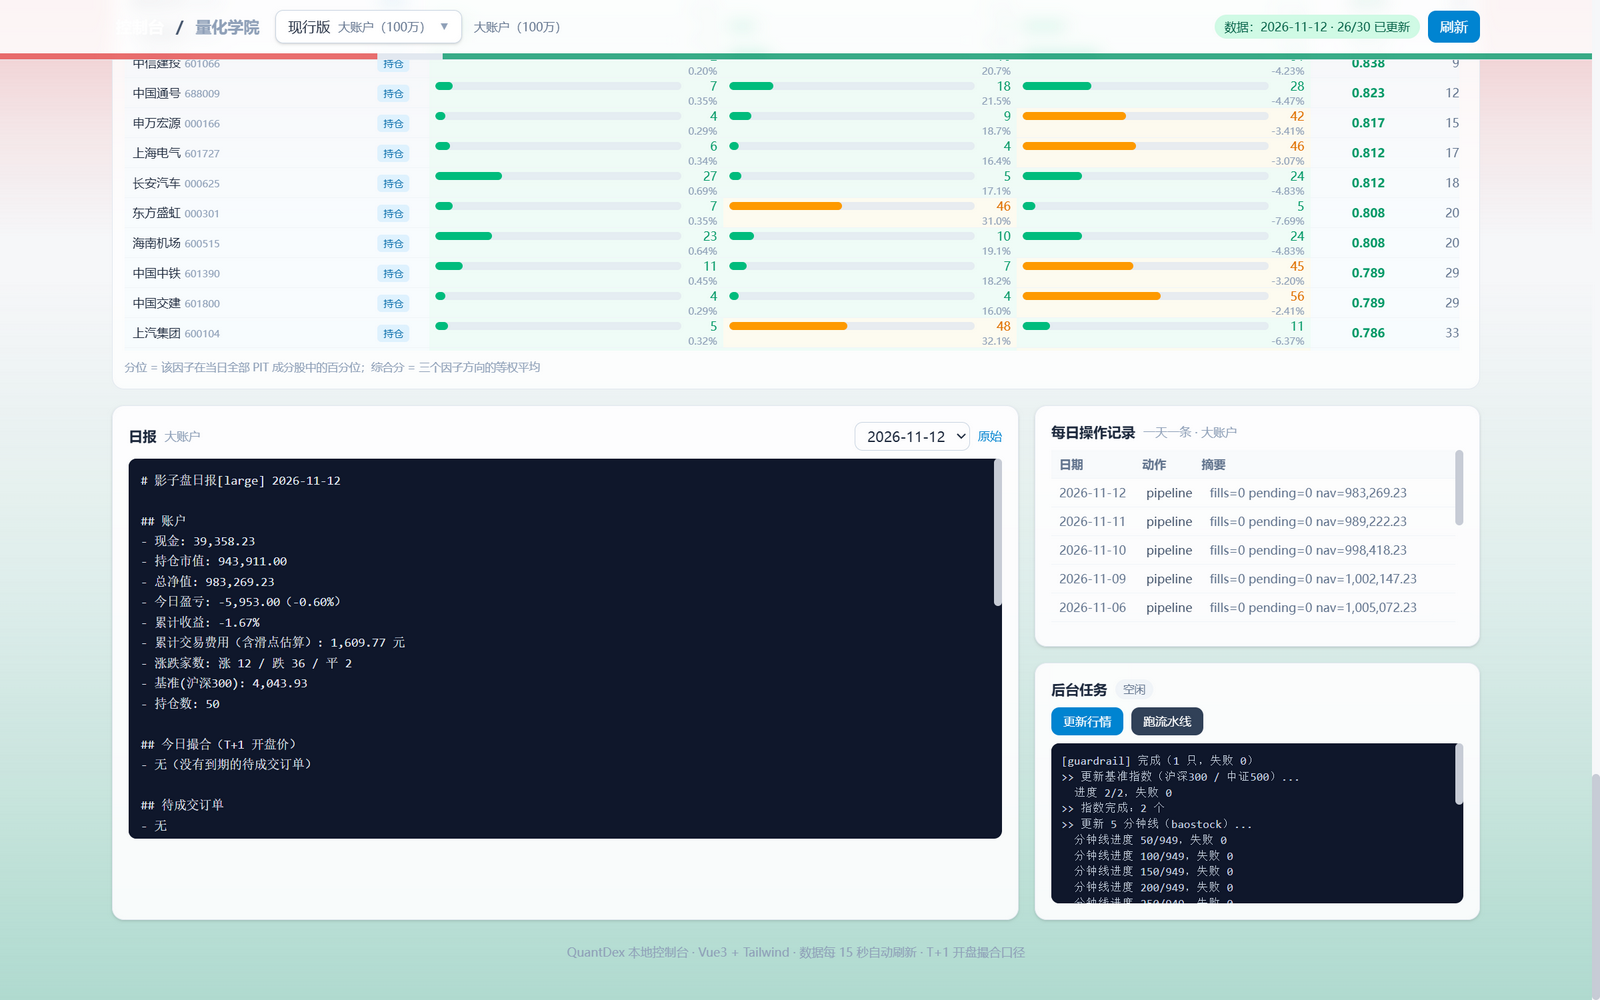 控制台 / 量化学院 现行版 大账户（100万） ▼ 大账户（100万） 数据：2026-11-12 · 26/30 已更新 刷新
中信建投 601066 持仓 0.20% 20.7% -4.23% 0.838 9
中国通号 688009 持仓 7 0.35% 18 21.5% 28 -4.47% 0.823 12
申万宏源 000166 持仓 4 0.29% 9 18.7% 42 -3.41% 0.817 15
上海电气 601727 持仓 6 0.34% 4 16.4% 46 -3.07% 0.812 17
长安汽车 000625 持仓 27 0.69% 5 17.1% 24 -4.83% 0.812 18
东方盛虹 000301 持仓 7 0.35% 46 31.0% 5 -7.69% 0.808 20
海南机场 600515 持仓 23 0.64% 10 19.1% 24 -4.83% 0.808 20
中国中铁 601390 持仓 11 0.45% 7 18.2% 45 -3.20% 0.789 29
中国交建 601800 持仓 4 0.29% 4 16.0% 56 -2.41% 0.789 29
上汽集团 600104 持仓 5 0.32% 48 32.1% 11 -6.37% 0.786 33
分位 = 该因子在当日全部 PIT 成分股中的百分位；综合分 = 三个因子方向的等权平均
日报 大账户 2026-11-12 原始
# 影子盘日报[large] 2026-11-12
## 账户
- 现金: 39,358.23
- 持仓市值: 943,911.00
- 总净值: 983,269.23
- 今日盈亏: -5,953.00 (-0.60%)
- 累计收益: -1.67%
- 累计交易费用（含滑点估算）: 1,609.77 元
- 涨跌家数: 涨 12 / 跌 36 / 平 2
- 基准(沪深300): 4,043.93
- 持仓数: 50
## 今日撮合（T+1 开盘价）
- 无（没有到期的待成交订单）
## 待成交订单
- 无
每日操作记录 一天一条 · 大账户
日期 动作 摘要
2026-11-12 pipeline fills=0 pending=0 nav=983,269.23
2026-11-11 pipeline fills=0 pending=0 nav=989,222.23
2026-11-10 pipeline fills=0 pending=0 nav=998,418.23
2026-11-09 pipeline fills=0 pending=0 nav=1,002,147.23
2026-11-06 pipeline fills=0 pending=0 nav=1,005,072.23
后台任务 空闲
更新行情 跑流水线
[guardrail] 完成（1 只，失败 0）
>> 更新基准指数（沪深300 / 中证500）...
进度 2/2，失败 0
>> 指数完成：2 个
>> 更新 5 分钟线（baostock）...
分钟线进度 50/949，失败 0
分钟线进度 100/949，失败 0
分钟线进度 150/949，失败 0
分钟线进度 200/949，失败 0
分钟线进度 250/949，失败 0
QuantDex 本地控制台 · Vue3 + Tailwind · 数据每 15 秒自动刷新 · T+1 开盘撮合口径